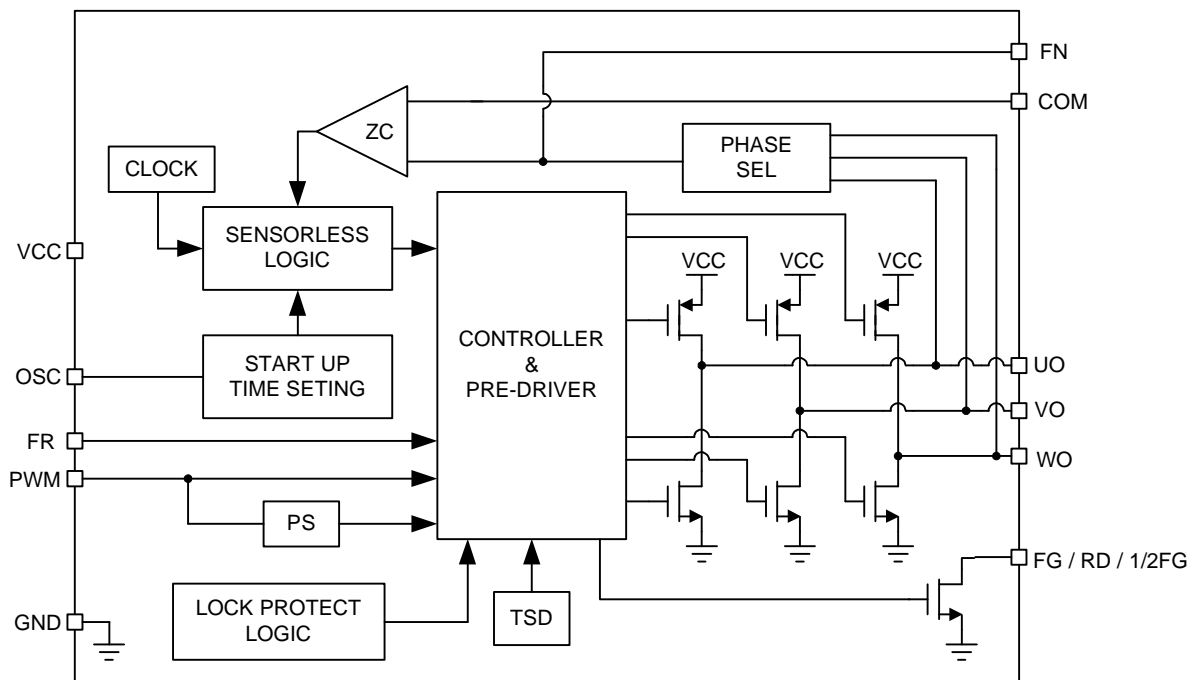 FN
COM
ZC
PHASE
SEL
CLOCK
SENSORLESS
LOGIC
VCC
VCC
VCC
VCC
CONTROLLER
&
PRE-DRIVER
START UP
TIME SETING
OSC
UO
VO
WO
FR
PWM
PS
FG / RD / 1/2FG
LOCK PROTECT
LOGIC
TSD
GND